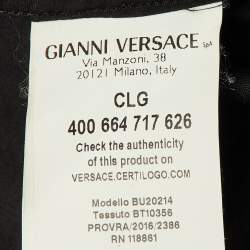 GIANNI VERSACE SpA
Via Manzoni, 38
20121 Milano, Italy
CLG
400 664 717 626
Check the authenticity
of this product on
VERSACE.CERTILOGO.COM
Modello BU20214
Tessuto BT10356
PROVRA/2016/2386
RN 118861